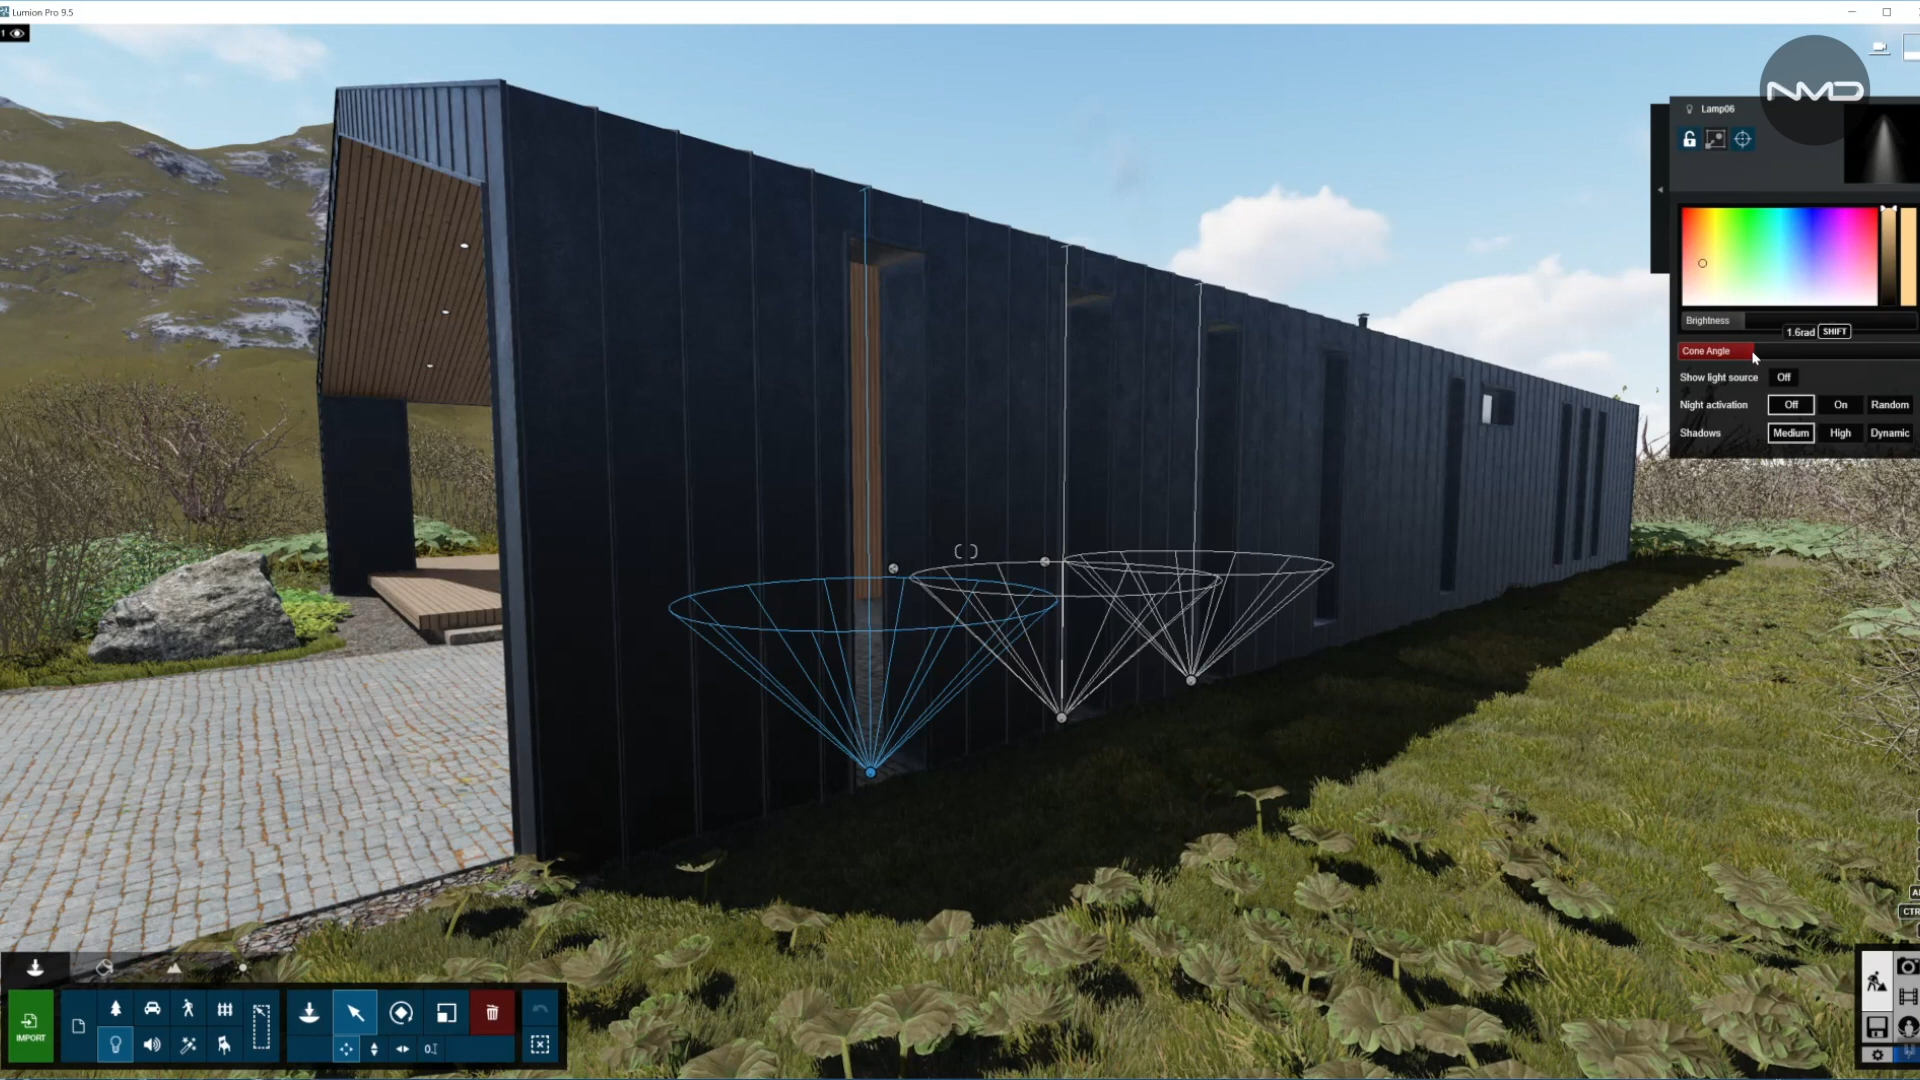 Lumion Pro 9.5
1
NMD
Lamp06
Brightness
1.6rad SHIFT
Cone Angle
Show light source Off
Night activation Off On Random
Shadows Medium High Dynamic
CTR
IMPORT